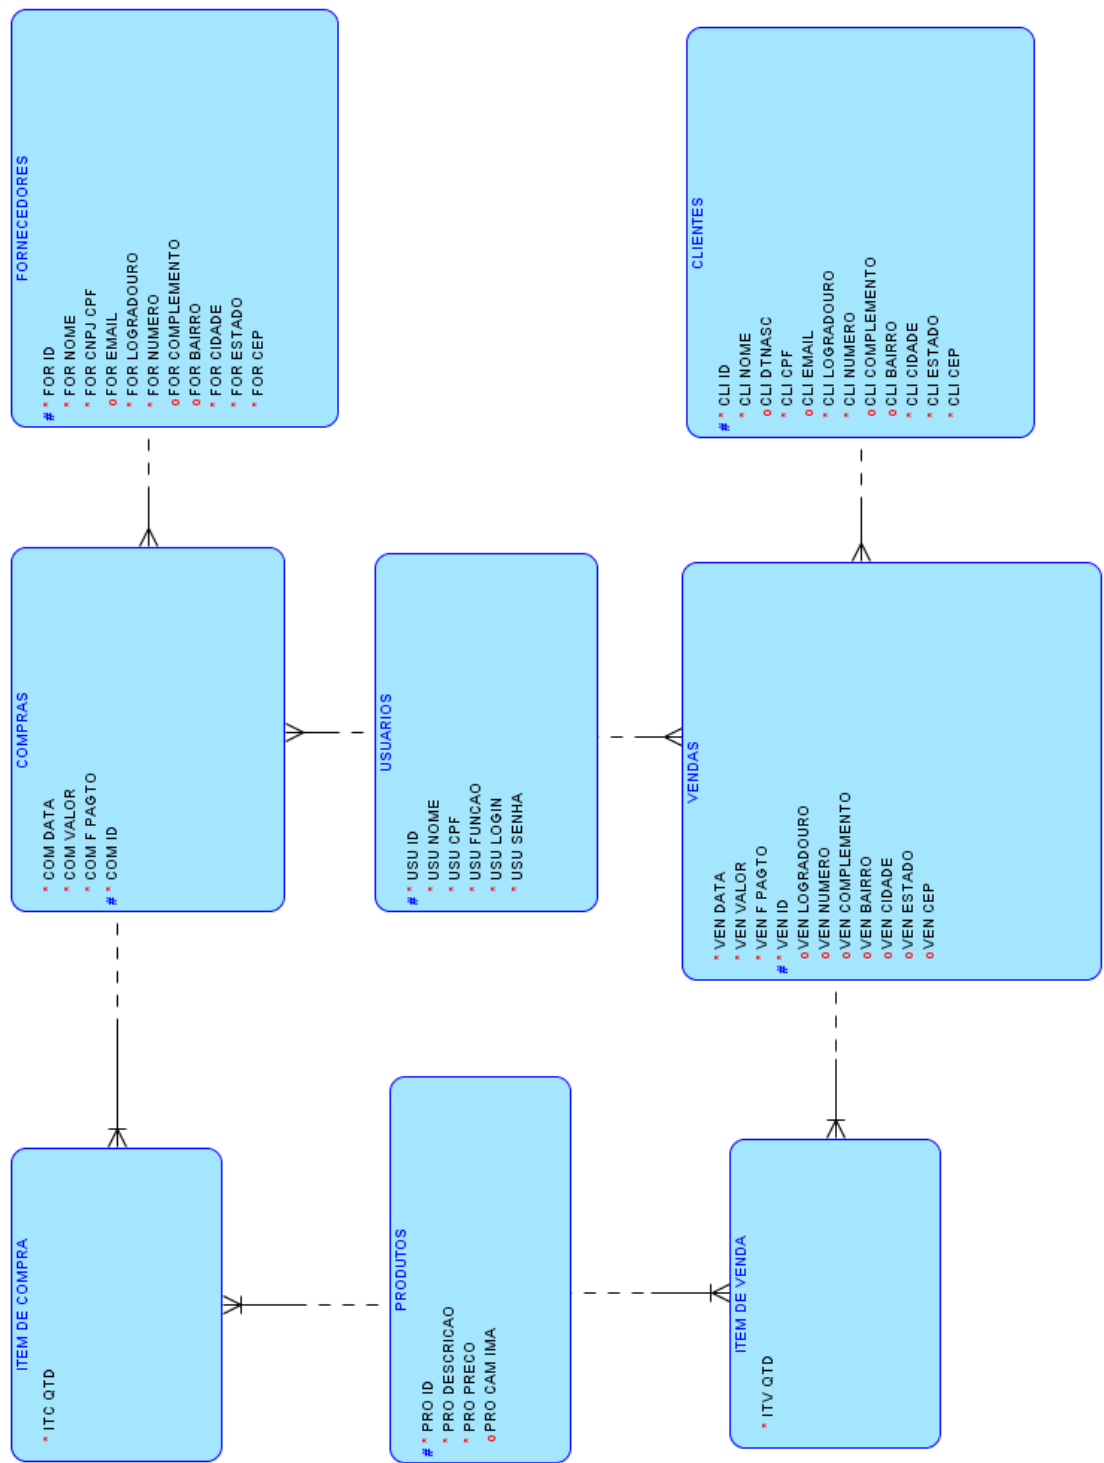 FORNECEDORES
#* FOR ID
* FOR NOME
* FOR CNPJ CPF
o FOR EMAIL
* FOR LOGRADOURO
* FOR NUMERO
o FOR COMPLEMENTO
o FOR BAIRRO
* FOR CIDADE
* FOR ESTADO
* FOR CEP
CLIENTES
#* CLI ID
* CLI NOME
o CLI DTNASC
* CLI CPF
o CLI EMAIL
* CLI LOGRADOURO
* CLI NUMERO
o CLI COMPLEMENTO
o CLI BAIRRO
* CLI CIDADE
* CLI ESTADO
* CLI CEP
COMPRAS
* COM DATA
* COM VALOR
* COM F PAGTO
#* COM ID
USUARIOS
#* USU ID
* USU NOME
* USU CPF
* USU FUNCAO
* USU LOGIN
* USU SENHA
VENDAS
* VEN DATA
* VEN VALOR
* VEN F PAGTO
#* VEN ID
o VEN LOGRADOURO
o VEN NUMERO
o VEN COMPLEMENTO
o VEN BAIRRO
o VEN CIDADE
o VEN ESTADO
o VEN CEP
ITEM DE COMPRA
* ITC QTD
PRODUTOS
#* PRO ID
* PRO DESCRICAO
* PRO PRECO
o PRO CAM IMA
ITEM DE VENDA
* ITV QTD